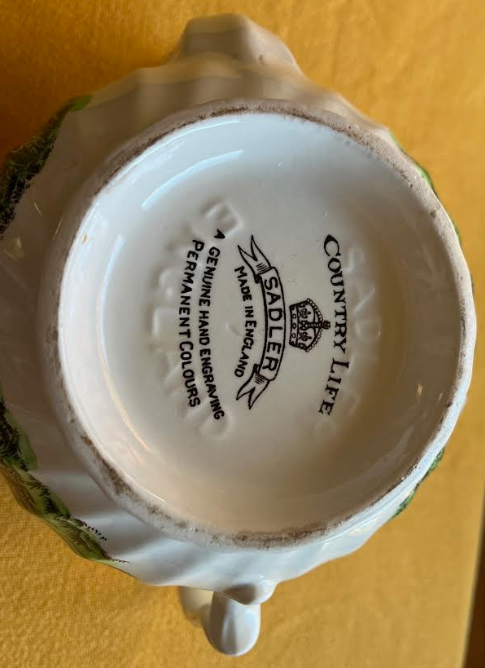 COUNTRY LIFE
SADLER
MADE IN ENGLAND
A GENUINE HAND ENGRAVING
PERMANENT COLOURS